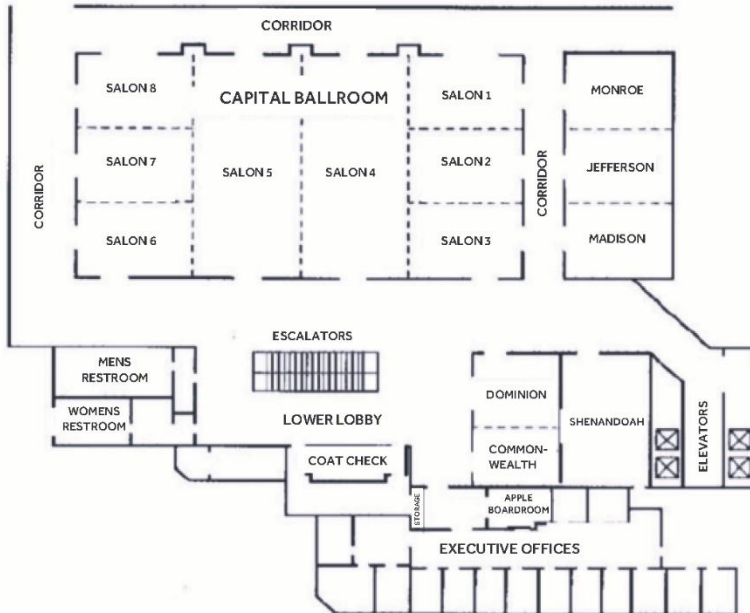 CORRIDOR
SALON 8
CAPITAL BALLROOM
SALON 1
MONROE
SALON 7
SALON 5
SALON 4
SALON 2
JEFFERSON
CORRIDOR
CORRIDOR
SALON 6
SALON 3
MADISON
ESCALATORS
MENS
RESTROOM
DOMINION
WOMENS
RESTROOM
LOWER LOBBY
SHENANDOAH
ELEVATORS
COAT CHECK
COMMON-
WEALTH
STORAGE
APPLE
BOARDROOM
EXECUTIVE OFFICES